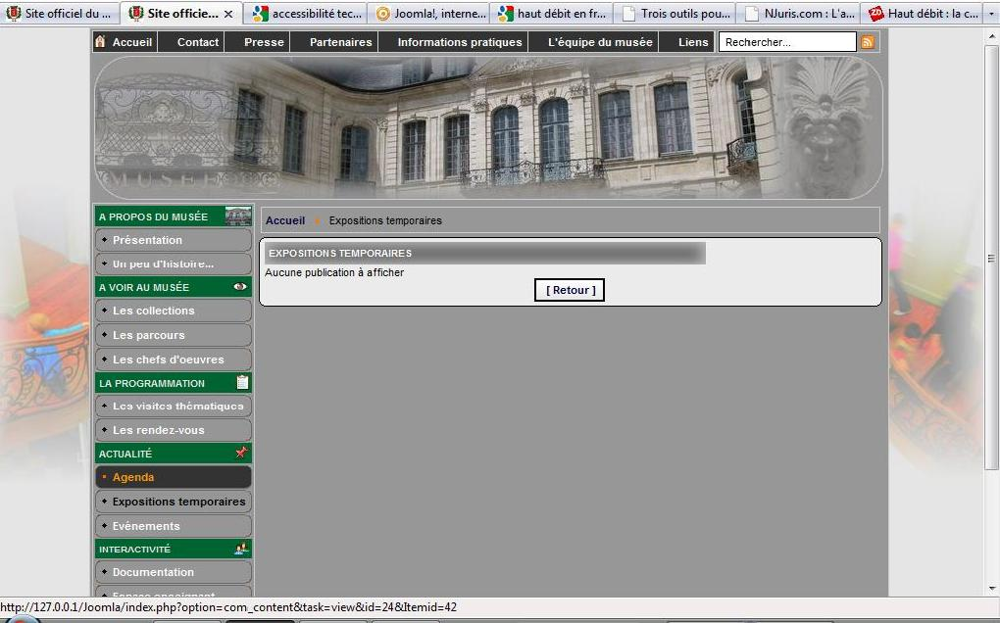 Site officiel du ... Site officie... accessibilité tec... Joomla!, interne... haut débit en fr... Trois outils pou... NJuris.com : L'a... Haut débit : la c...
Accueil Contact Presse Partenaires Informations pratiques L'équipe du musée Liens Rechercher...
MUSÉE
A PROPOS DU MUSÉE
Présentation
Un peu d'histoire...
A VOIR AU MUSÉE
Les collections
Les parcours
Les chefs d'oeuvres
LA PROGRAMMATION
Les visites thématiques
Les rendez-vous
ACTUALITÉ
Agenda
Expositions temporaires
Evénements
INTERACTIVITÉ
Documentation
Espace enseignant
Accueil Expositions temporaires
EXPOSITIONS TEMPORAIRES
Aucune publication à afficher
[ Retour ]
http://127.0.0.1/Joomla/index.php?option=com_content&task=view&id=24&Itemid=42